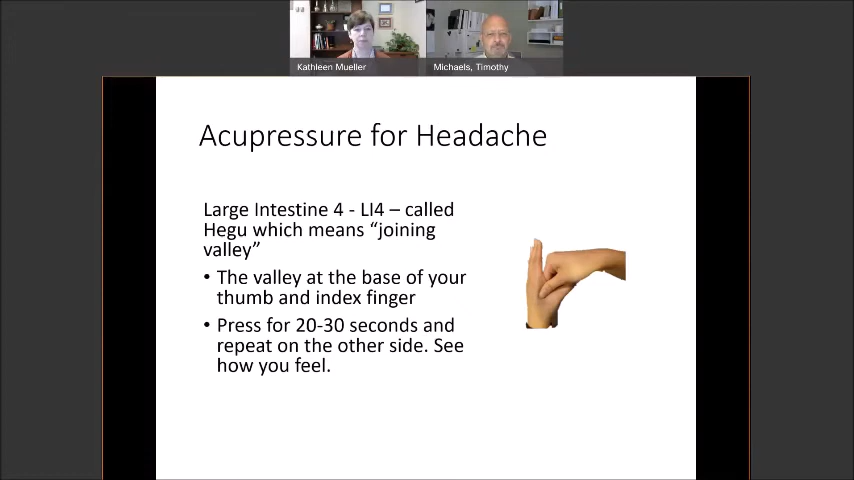 Kathleen Mueller
Michaels, Timothy
Acupressure for Headache
Large Intestine 4 - LI4 – called
Hegu which means “joining
valley”
• The valley at the base of your
thumb and index finger
• Press for 20-30 seconds and
repeat on the other side. See
how you feel.